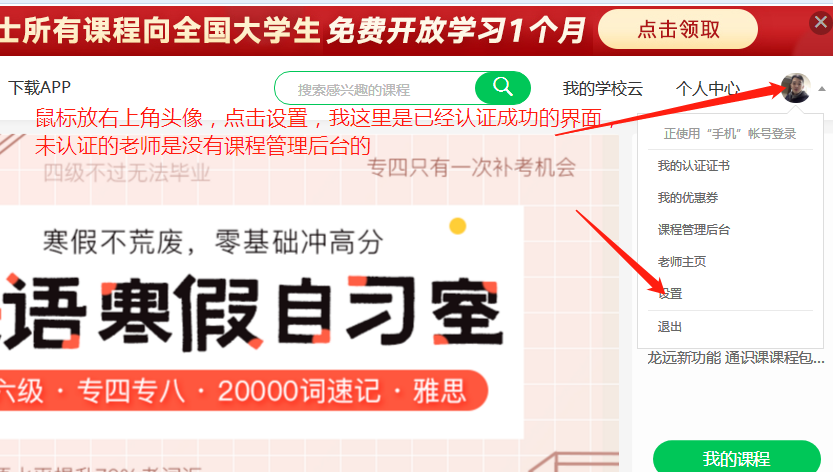 士所有课程向全国大学生 免费开放学习1个月 点击领取
下载APP
搜索感兴趣的课程
我的学校云
个人中心
鼠标放右上角头像，点击设置，我这里是已经认证成功的界面，
未认证的老师是没有课程管理后台的
正使用“手机”帐号登录
我的认证证书
我的优惠券
课程管理后台
老师主页
设置
退出
四级不过无法毕业
专四只有一次补考机会
寒假不荒废，零基础冲高分
语寒假自习室
六级 · 专四专八 · 20000词速记 · 雅思
龙远新功能 通识课课程包...
我的课程